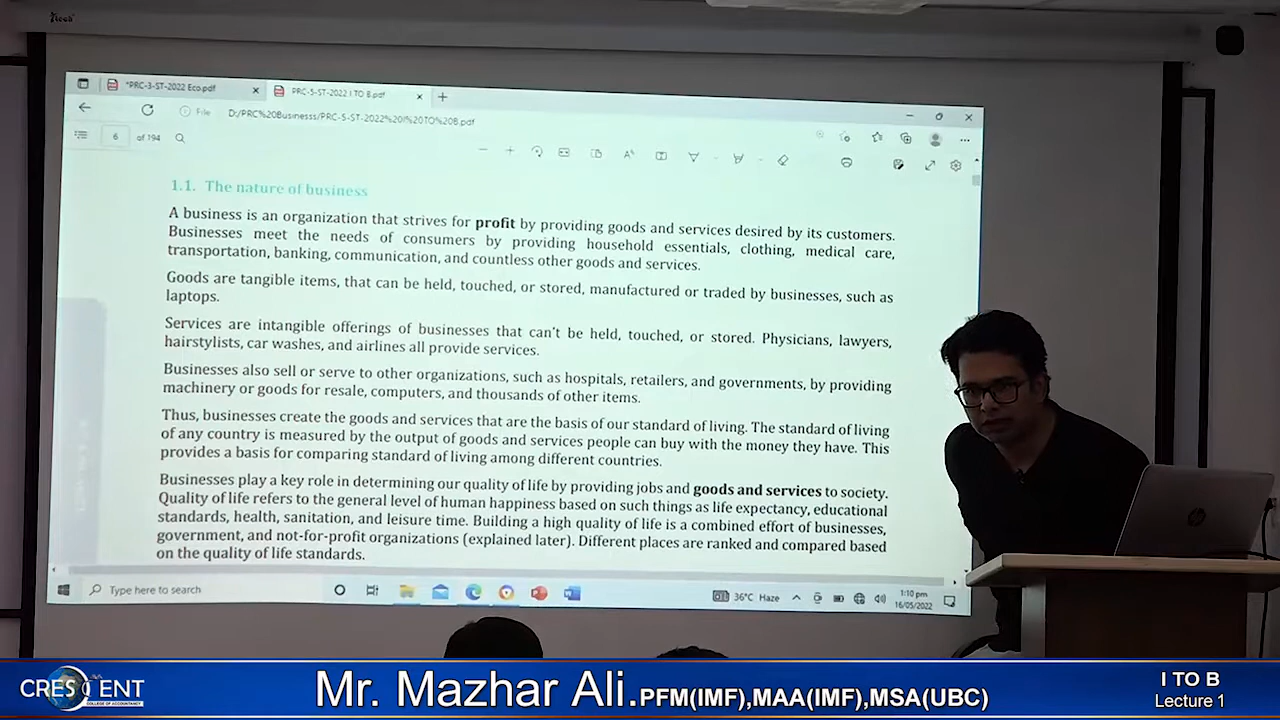 *PRC-3-ST-2022 Eco.pdf
PRC-5-ST-2022 I TO B.pdf
File
D:/PRC%20Businesss/PRC-5-ST-2022%20I%20TO%20B.pdf
6 of 194
1.1. The nature of business
A business is an organization that strives for profit by providing goods and services desired by its customers.
Businesses meet the needs of consumers by providing household essentials, clothing, medical care,
transportation, banking, communication, and countless other goods and services.
Goods are tangible items, that can be held, touched, or stored, manufactured or traded by businesses, such as
laptops.
Services are intangible offerings of businesses that can't be held, touched, or stored. Physicians, lawyers,
hairstylists, car washes, and airlines all provide services.
Businesses also sell or serve to other organizations, such as hospitals, retailers, and governments, by providing
machinery or goods for resale, computers, and thousands of other items.
Thus, businesses create the goods and services that are the basis of our standard of living. The standard of living
of any country is measured by the output of goods and services people can buy with the money they have. This
provides a basis for comparing standard of living among different countries.
Businesses play a key role in determining our quality of life by providing jobs and goods and services to society.
Quality of life refers to the general level of human happiness based on such things as life expectancy, educational
standards, health, sanitation, and leisure time. Building a high quality of life is a combined effort of businesses,
government, and not-for-profit organizations (explained later). Different places are ranked and compared based
on the quality of life standards.
Type here to search
36°C Haze
1:10 pm
16/05/2022
hp
CRESCENT
COLLEGE OF ACCOUNTANCY
Mr. Mazhar Ali.PFM(IMF),MAA(IMF),MSA(UBC)
I TO B
Lecture 1